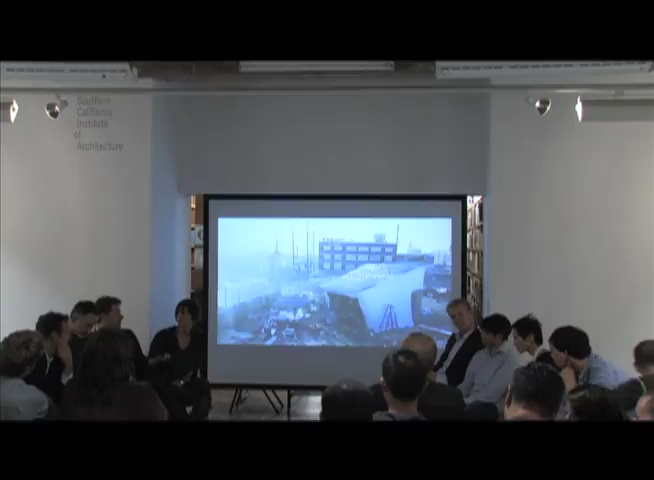 Southern
California
Institute
of
Architecture